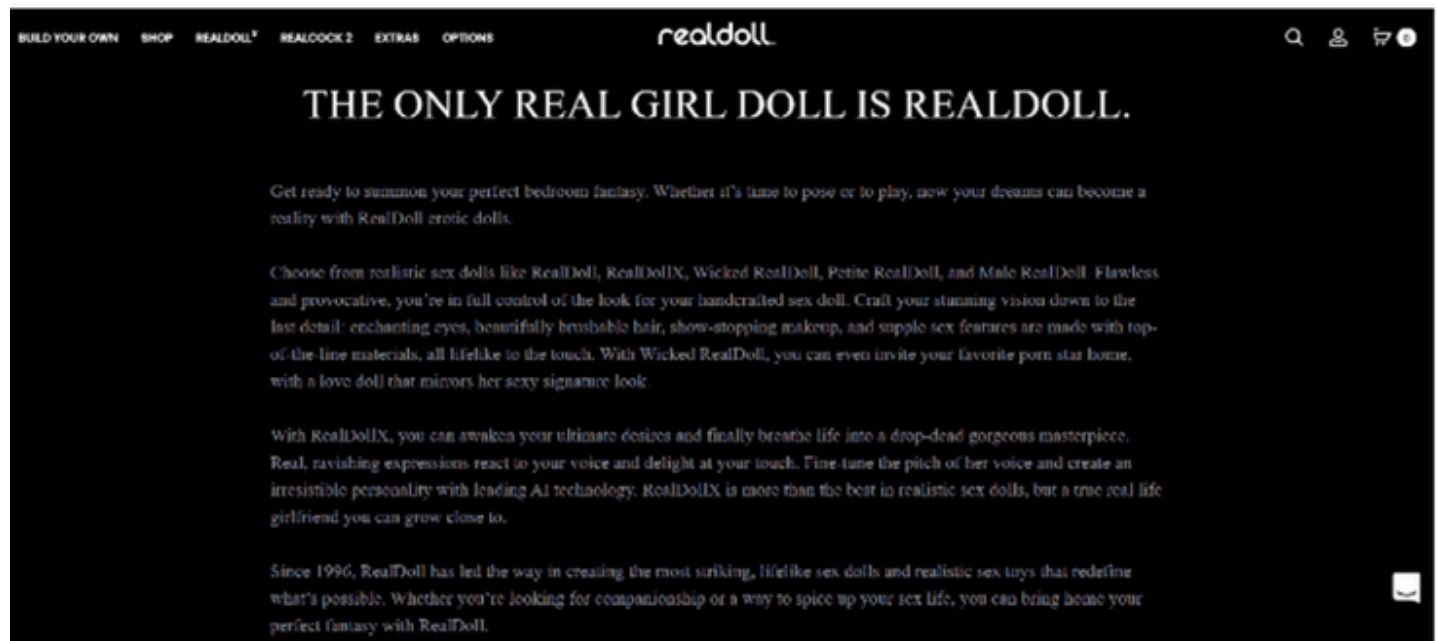 BUILD YOUR OWN SHOP REALDOLL X REALCOCK 2 EXTRAS OPTIONS realdoll 0
THE ONLY REAL GIRL DOLL IS REALDOLL.
Get ready to summon your perfect bedroom fantasy. Whether it's time to pose or to play, now your dreams can become a
reality with RealDoll erotic dolls.
Choose from realistic sex dolls like RealDoll, RealDollX, Wicked RealDoll, Petite RealDoll, and Male RealDoll. Flawless
and provocative, you're in full control of the look for your handcrafted sex doll. Craft your stunning vision down to the
last detail: enchanting eyes, beautifully brushable hair, show-stopping makeup, and supple sex features are made with top-
of-the-line materials, all lifelike to the touch. With Wicked RealDoll, you can even invite your favorite porn star home,
with a love doll that mirrors her sexy signature look.
With RealDollX, you can awaken your ultimate desires and finally breathe life into a drop-dead gorgeous masterpiece.
Real, ravishing expressions react to your voice and delight at your touch. Fine-tune the pitch of her voice and create an
irresistible personality with leading AI technology. RealDollX is more than the best in realistic sex dolls, but a true real life
girlfriend you can grow close to.
Since 1996, RealDoll has led the way in creating the most striking, lifelike sex dolls and realistic sex toys that redefine
what's possible. Whether you're looking for companionship or a way to spice up your sex life, you can bring home your
perfect fantasy with RealDoll.